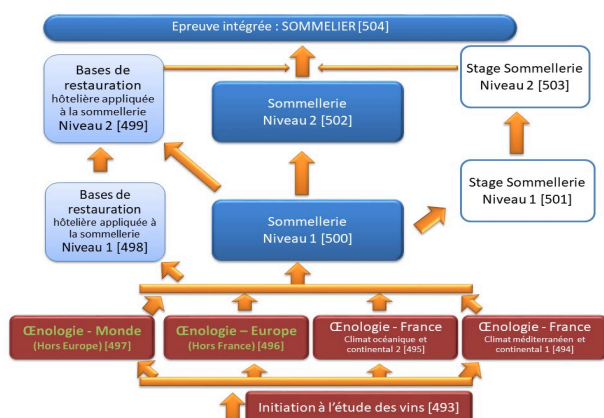 Epreuve intégrée : SOMMELIER [504]
Bases de
restauration
hôtelière appliquée
à la sommellerie
Niveau 2 [499]
Sommellerie
Niveau 2 [502]
Stage Sommellerie
Niveau 2 [503]
Bases de
restauration
hôtelière appliquée à
la sommellerie
Niveau 1 [498]
Sommellerie
Niveau 1 [500]
Stage Sommellerie
Niveau 1 [501]
Œnologie - Monde
(Hors Europe) [497]
Œnologie – Europe
(Hors France) [496]
Œnologie - France
Climat océanique et
continental 2 [495]
Œnologie - France
Climat méditerranéen et
continental 1 [494]
Initiation à l'étude des vins [493]